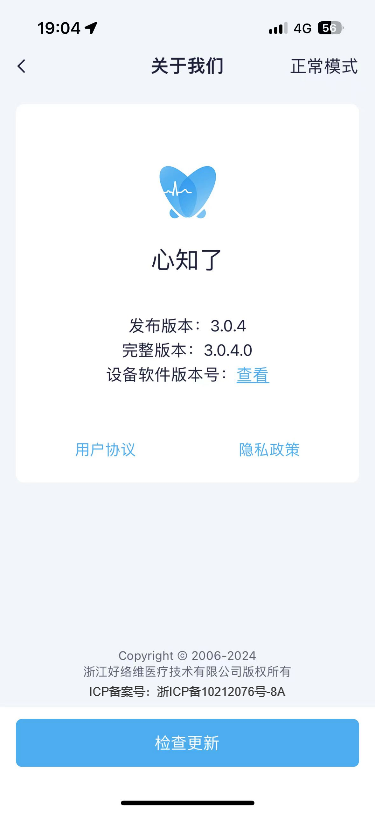 19:04 4G 56
关于我们 正常模式
心知了
发布版本：3.0.4
完整版本：3.0.4.0
设备软件版本号：查看
用户协议 隐私政策
Copyright © 2006-2024
浙江好络维医疗技术有限公司版权所有
ICP备案号：浙ICP备10212076号-8A
检查更新